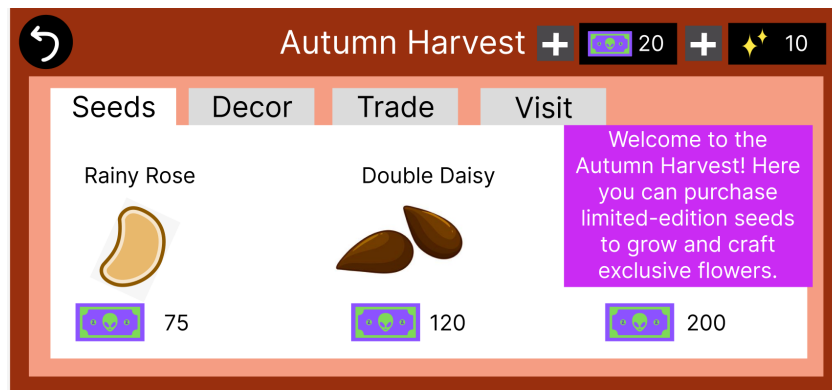 Autumn Harvest + 20 + 10
Seeds Decor Trade Visit
Welcome to the
Autumn Harvest! Here
you can purchase
limited-edition seeds
to grow and craft
exclusive flowers.
Rainy Rose Double Daisy
75 120 200